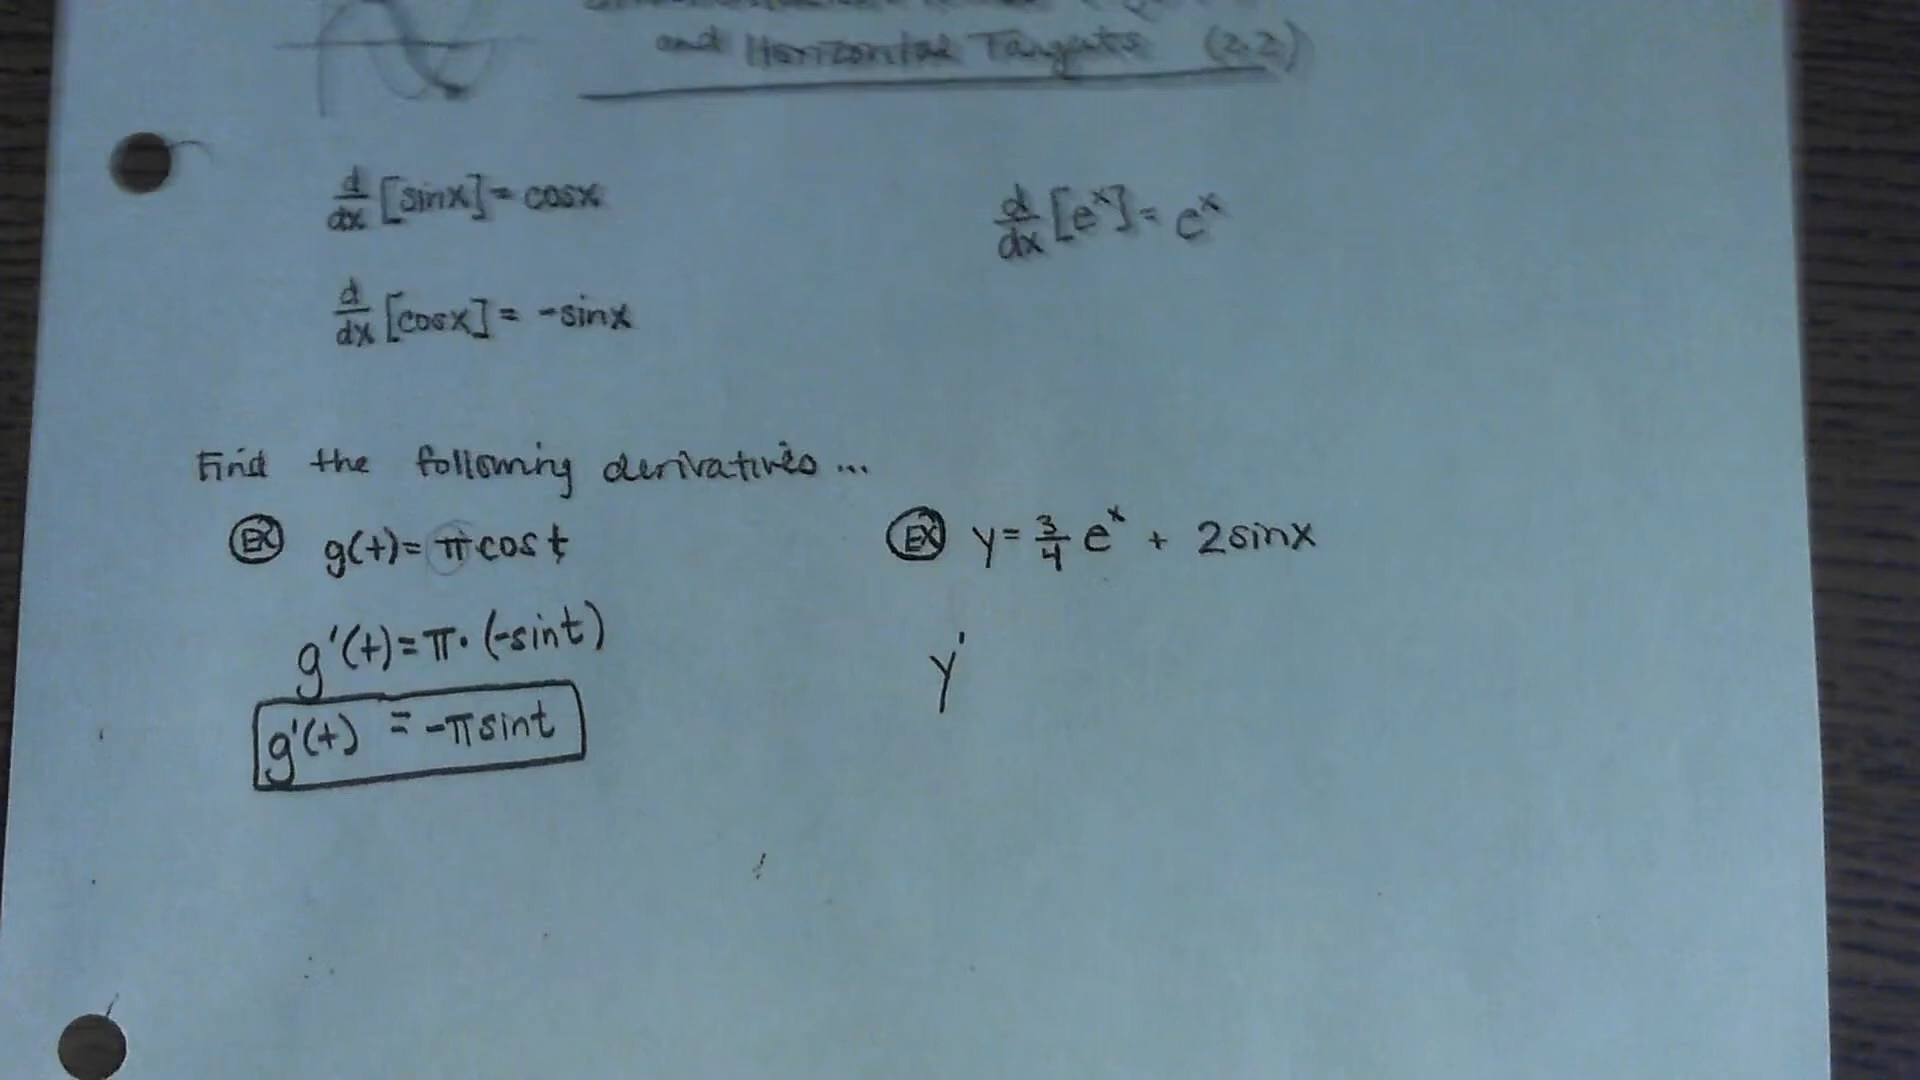 and Horizontal Tangents (2.2)
d/dx [sinx] = cosx
d/dx [e^x] = e^x
d/dx [cosx] = -sinx
Find the following derivatives...
EX g(t) = π cos t
EX y = 3/4 e^x + 2sinx
g'(t) = π · (-sint)
y'
g'(t) = -πsint